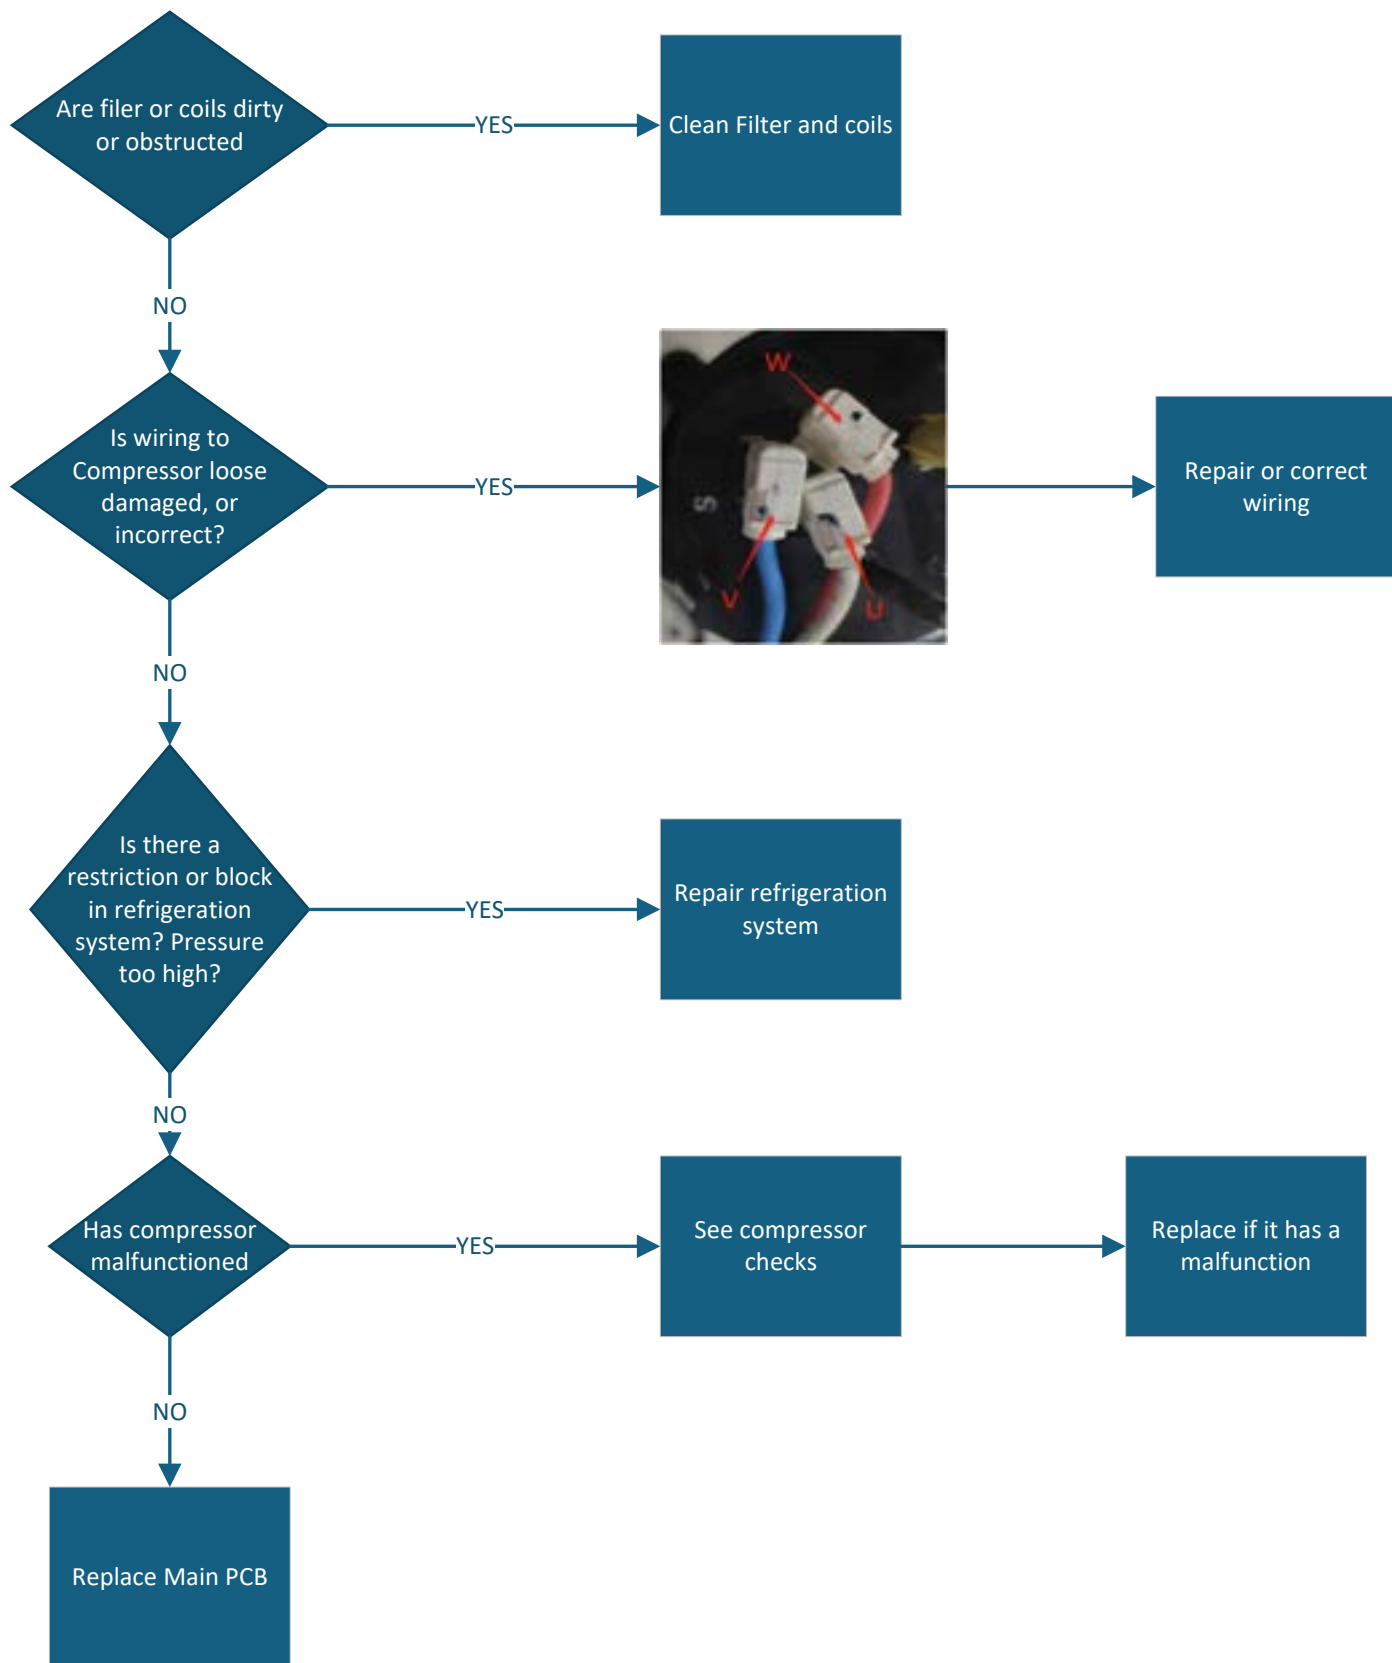 Are filer or coils dirty
or obstructed
YES
Clean Filter and coils
NO
Is wiring to
Compressor loose
damaged, or
incorrect?
YES
W
S
V
U
Repair or correct
wiring
NO
Is there a
restriction or block
in refrigeration
system? Pressure
too high?
YES
Repair refrigeration
system
NO
Has compressor
malfunctioned
YES
See compressor
checks
Replace if it has a
malfunction
NO
Replace Main PCB